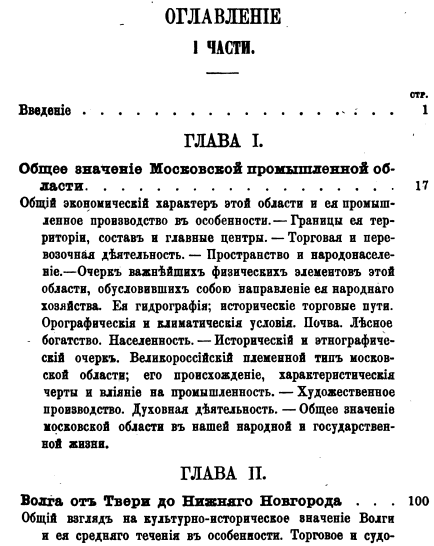 ОГЛАВЛЕНІЕ
I ЧАСТИ.
СТР.
Введеніе . . . . . . . . . . . . . . . . . . 1
ГЛАВА I.
Общее значеніе Московской промышленной об-
ласти. . . . . . . . . . . . . . . . . . 17
Общій экономическій характеръ этой области и ея промыш-
ленное производство въ особенности. — Границы ея тер-
риторіи, составъ и главные центры. — Торговая и пере-
возочная дѣятельность. — Пространство и народонаселе-
ніе.—Очеркъ важнѣйшихъ физическихъ элементовъ этой
области, обусловившихъ собою направленіе ея народнаго
хозяйства. Ея гидрографія; историческіе торговые пути.
Орографическія и климатическія условія. Почва. Лѣсное
богатство. Населенность. — Историческій и этнографиче-
скій очерк. Великороссійскій племенной типъ москов-
ской области; его происхожденіе, характеристическія
черты и вліяніе на промышленность. — Художественное
производство. Духовная дѣятельность. — Общее значеніе
московской области въ нашей народной и государствен-
ной жизни.
ГЛАВА II.
Волга отъ Твери до Нижняго Новгорода . . . 100
Общій взглядъ на культурно-историческое значеніе Волги
и ея средняго теченія въ особенности. Торговое и судо-